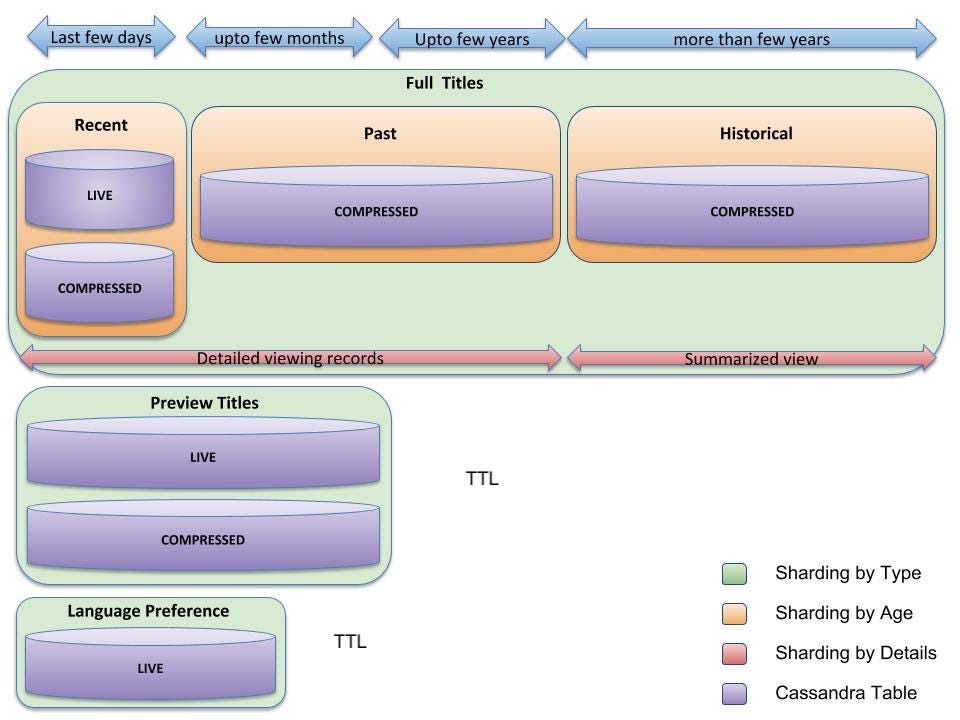 Last few days
upto few months
Upto few years
more than few years
Full Titles
Recent
Past
Historical
LIVE
COMPRESSED
COMPRESSED
COMPRESSED
Detailed viewing records
Summarized view
Preview Titles
LIVE
TTL
COMPRESSED
Language Preference
TTL
LIVE
Sharding by Type
Sharding by Age
Sharding by Details
Cassandra Table